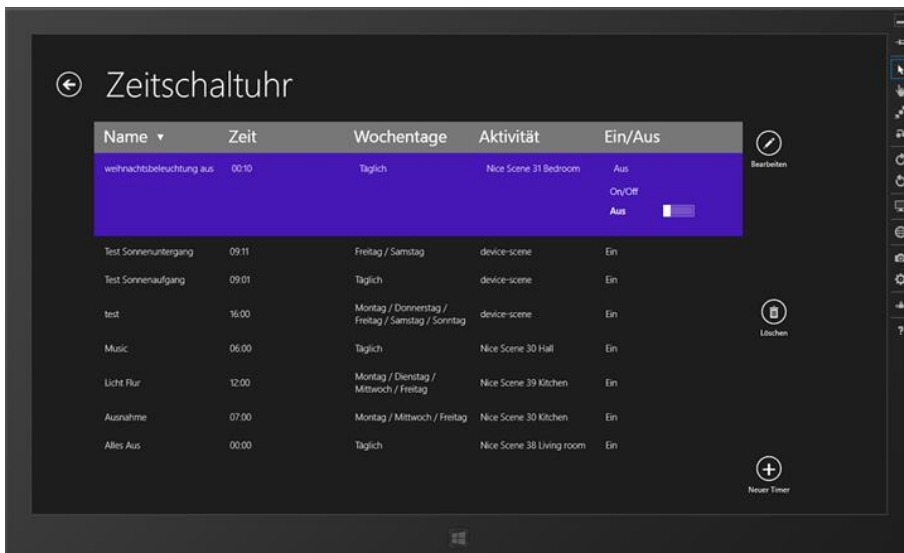 Zeitschaltuhr
Name ▼ Zeit Wochentage Aktivität Ein/Aus
Bearbeiten
weihnachtsbeleuchtung aus 00:10 Täglich Nice Scene 31 Bedroom Aus
On/Off
Aus
Test Sonnenuntergang 09:11 Freitag / Samstag device-scene Ein
Test Sonnenaufgang 09:01 Täglich device-scene Ein
test 16:00 Montag / Donnerstag / Freitag / Samstag / Sonntag device-scene Ein
Löschen
Music 06:00 Täglich Nice Scene 30 Hall Ein
Licht Flur 12:00 Montag / Dienstag / Mittwoch / Freitag Nice Scene 39 Kitchen Ein
Ausnahme 07:00 Montag / Mittwoch / Freitag Nice Scene 30 Kitchen Ein
Alles Aus 00:00 Täglich Nice Scene 38 Living room Ein
Neuer Timer